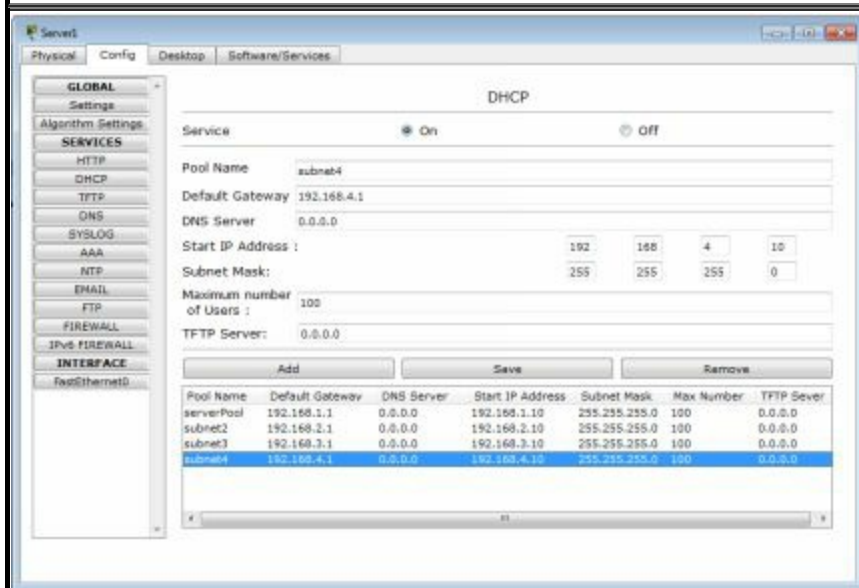 Server1
Physical Config Desktop Software/Services
GLOBAL
Settings
Algorithm Settings
SERVICES
HTTP
DHCP
TFTP
DNS
SYSLOG
AAA
NTP
EMAIL
FTP
FIREWALL
IPv6 FIREWALL
INTERFACE
FastEthernet0
DHCP
Service On Off
Pool Name subnet4
Default Gateway 192.168.4.1
DNS Server 0.0.0.0
Start IP Address : 192 168 4 10
Subnet Mask: 255 255 255 0
Maximum number
of Users : 100
TFTP Server: 0.0.0.0
Add Save Remove
Pool Name Default Gateway DNS Server Start IP Address Subnet Mask Max Number TFTP Sever
serverPool 192.168.1.1 0.0.0.0 192.168.1.10 255.255.255.0 100 0.0.0.0
subnet2 192.168.2.1 0.0.0.0 192.168.2.10 255.255.255.0 100 0.0.0.0
subnet3 192.168.3.1 0.0.0.0 192.168.3.10 255.255.255.0 100 0.0.0.0
subnet4 192.168.4.1 0.0.0.0 192.168.4.10 255.255.255.0 100 0.0.0.0